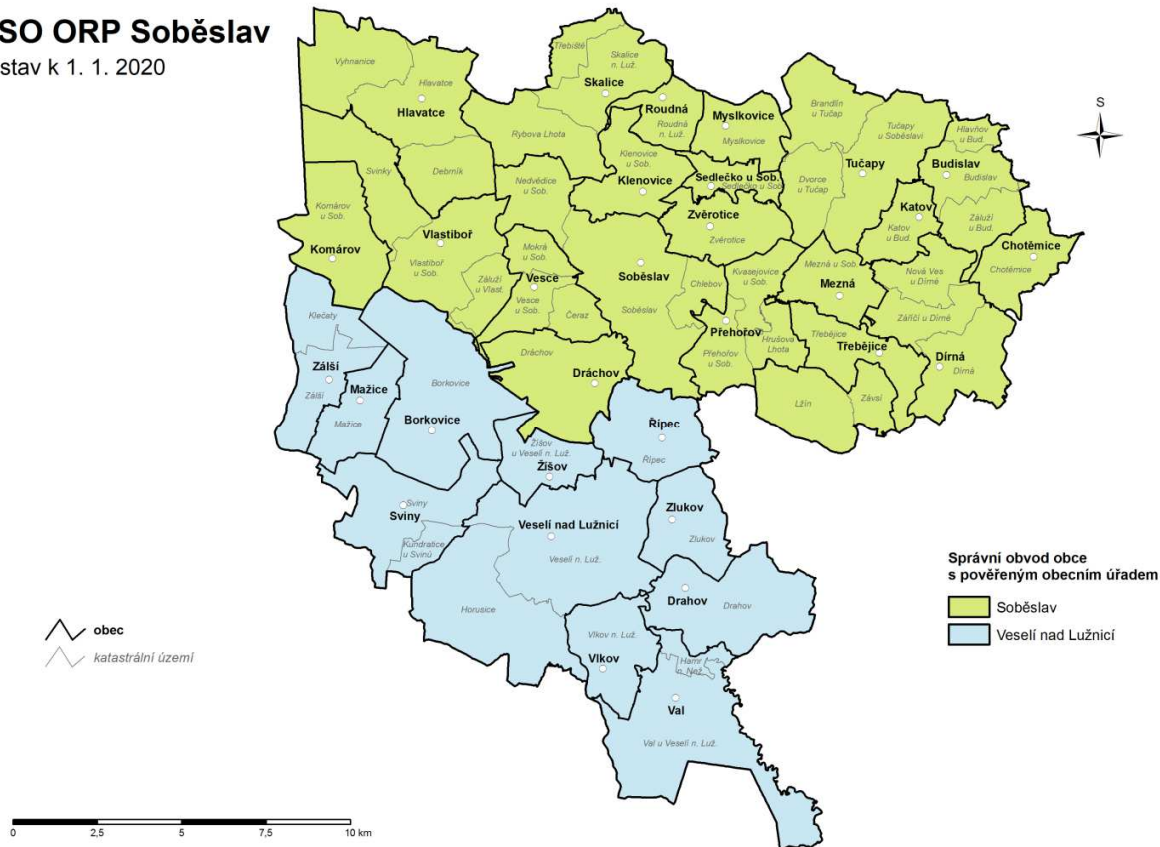 SO ORP Soběslav
stav k 1. 1. 2020
S
Vyhnanice
Hlavatce
Hlavatce
Třebiště
Skalice
n. Luž.
Skalice
Rybova Lhota
Roudná
Roudná
n. Luž.
Myslkovice
Myslkovice
Brandlín
u Tučap
Tučapy
u Soběslavi
Tučapy
Dvorce
u Tučap
Hlavňov
u Bud.
Budislav
Budislav
Záluží
u Bud.
Katov
Katov
u Bud.
Chotěmice
Chotěmice
Svinky
Debrník
Nedvědice
u Sob.
Klenovice
u Sob.
Klenovice
Sedlečko u Sob.
Sedlečko u Sob.
Zvěrotice
Zvěrotice
Komárov
u Sob.
Komárov
Vlastiboř
Vlastiboř
u Sob.
Záluží
u Vlast.
Mokrá
u Sob.
Vesce
Vesce
u Sob.
Čeraz
Soběslav
Soběslav
Chlebov
Kvasejovice
u Sob.
Mezná u Sob.
Mezná
Nová Ves
u Dírné
Záříčí u Dírné
Přehořov
Přehořov
u Sob.
Hrušova
Lhota
Třebějice
Třebějice
Dírná
Dírná
Lžín
Závsí
Dráchov
Dráchov
Klečaty
Zálší
Zálší
Mažice
Mažice
Borkovice
Borkovice
Žíšov
u Veselí n. Luž.
Žíšov
Řípec
Řípec
Sviny
Sviny
Kundratice
u Svinů
Veselí nad Lužnicí
Veselí n. Luž.
Horusice
Zlukov
Zlukov
Drahov
Drahov
Vlkov n. Luž.
Vlkov
Hamr
n. Než.
Val
Val u Veselí n. Luž.
Správní obvod obce
s pověřeným obecním úřadem
Soběslav
Veselí nad Lužnicí
obec
katastrální území
0 2,5 5 7,5 10 km